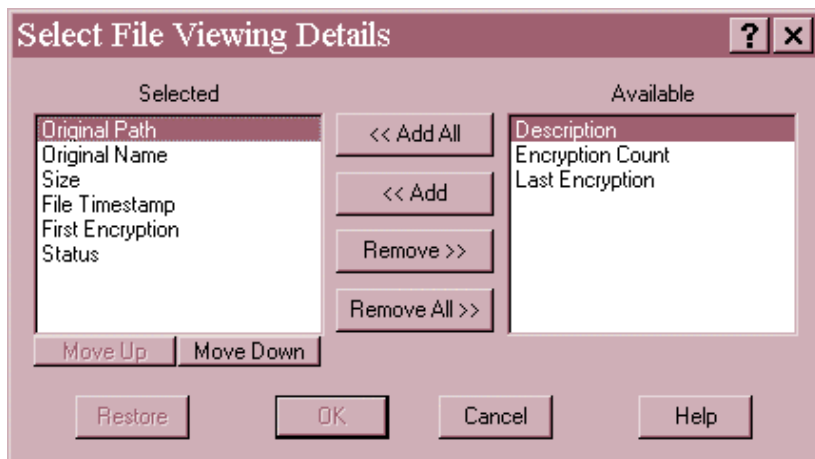 Select File Viewing Details
? ×
Selected
Available
Original Path
Original Name
Size
File Timestamp
First Encryption
Status
<< Add All
<< Add
Remove >>
Remove All >>
Description
Encryption Count
Last Encryption
Move Up
Move Down
Restore
OK
Cancel
Help